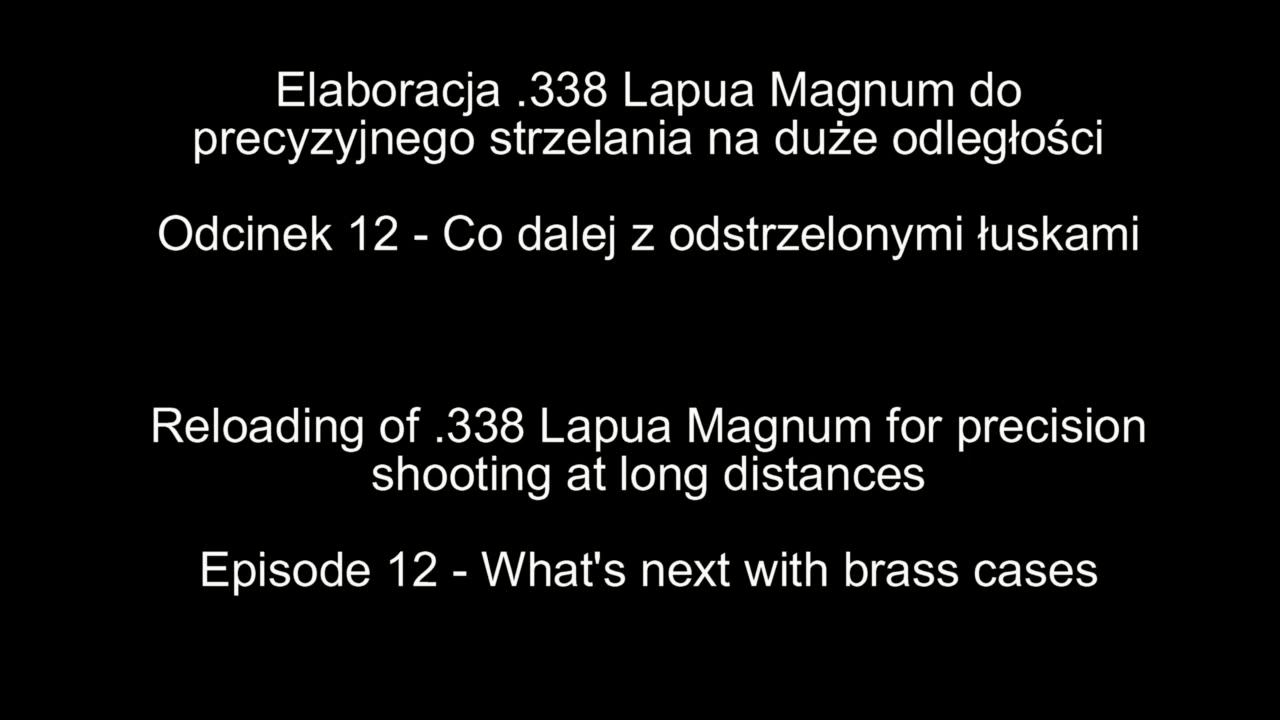 Elaboracja .338 Lapua Magnum do
precyzyjnego strzelania na duże odległości
Odcinek 12 - Co dalej z odstrzelonymi łuskami
Reloading of .338 Lapua Magnum for precision
shooting at long distances
Episode 12 - What's next with brass cases